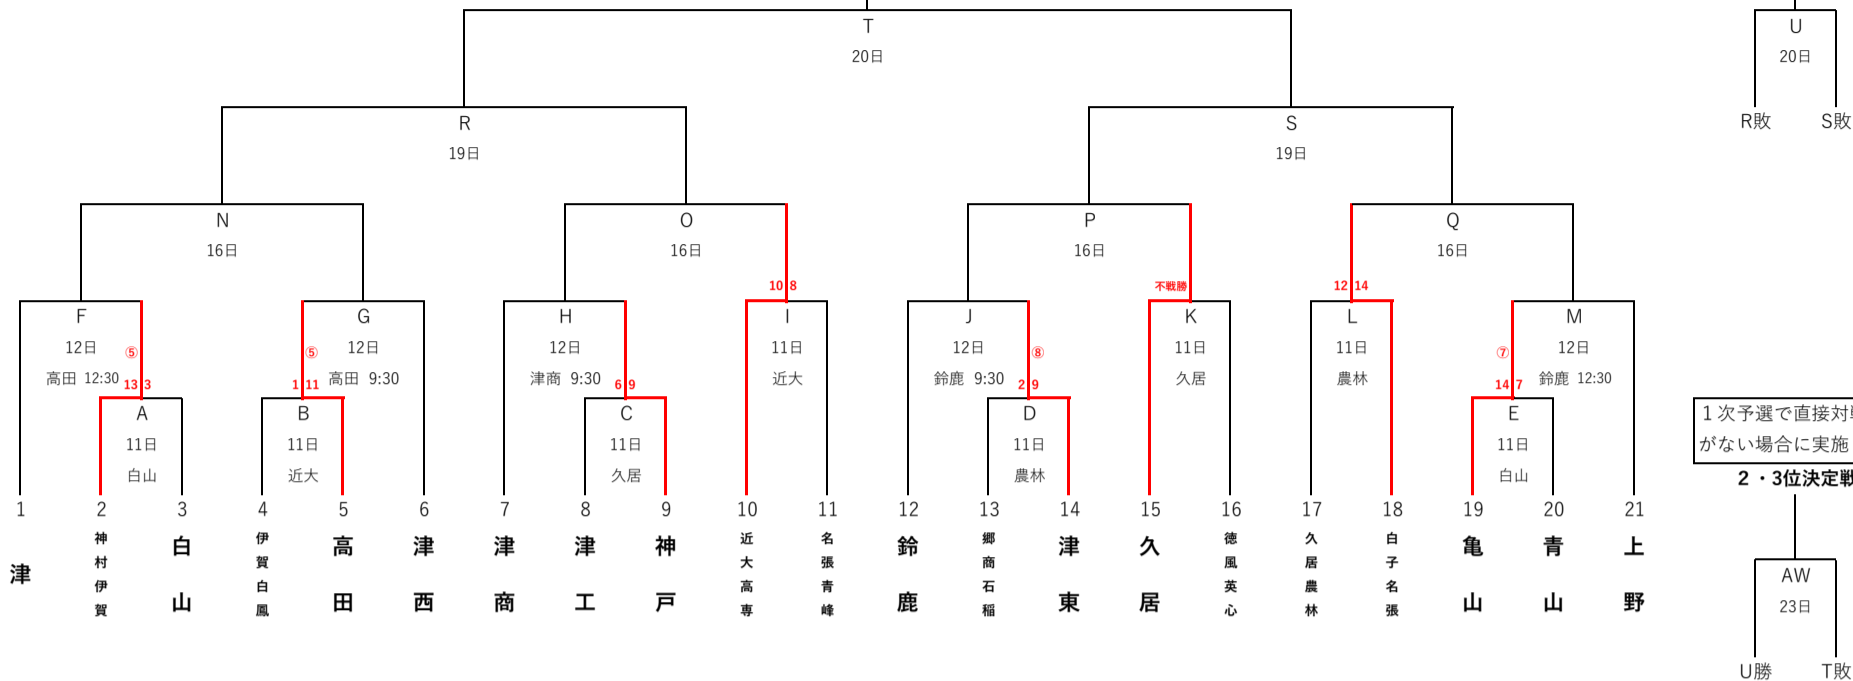 T
20日
U
20日
R敗 S敗
R
19日
S
19日
N
16日
O
16日
P
16日
Q
16日
10 8
不戦勝
12 14
F
12日
⑤
高田 12:30
13 3
G
12日
⑤
高田 9:30
1 11
H
12日
津商 9:30
6 9
I
11日
近大
J
12日
⑧
鈴鹿 9:30
2 9
K
11日
久居
L
11日
農林
M
12日
⑦
鈴鹿 12:30
14 7
A
11日
白山
B
11日
近大
C
11日
久居
D
11日
農林
E
11日
白山
1次予選で直接対戦
がない場合に実施
2・3位決定戦
1 2 3 4 5 6 7 8 9 10 11 12 13 14 15 16 17 18 19 20 21
津
神村伊賀
白山
伊賀白鳳
高田
津西
津商
津工
神戸
近大高専
名張青峰
鈴鹿
郷商石稲
津東
久居
徳風英心
久居農林
白子名張
亀山
青山
上野
AW
23日
U勝 T敗